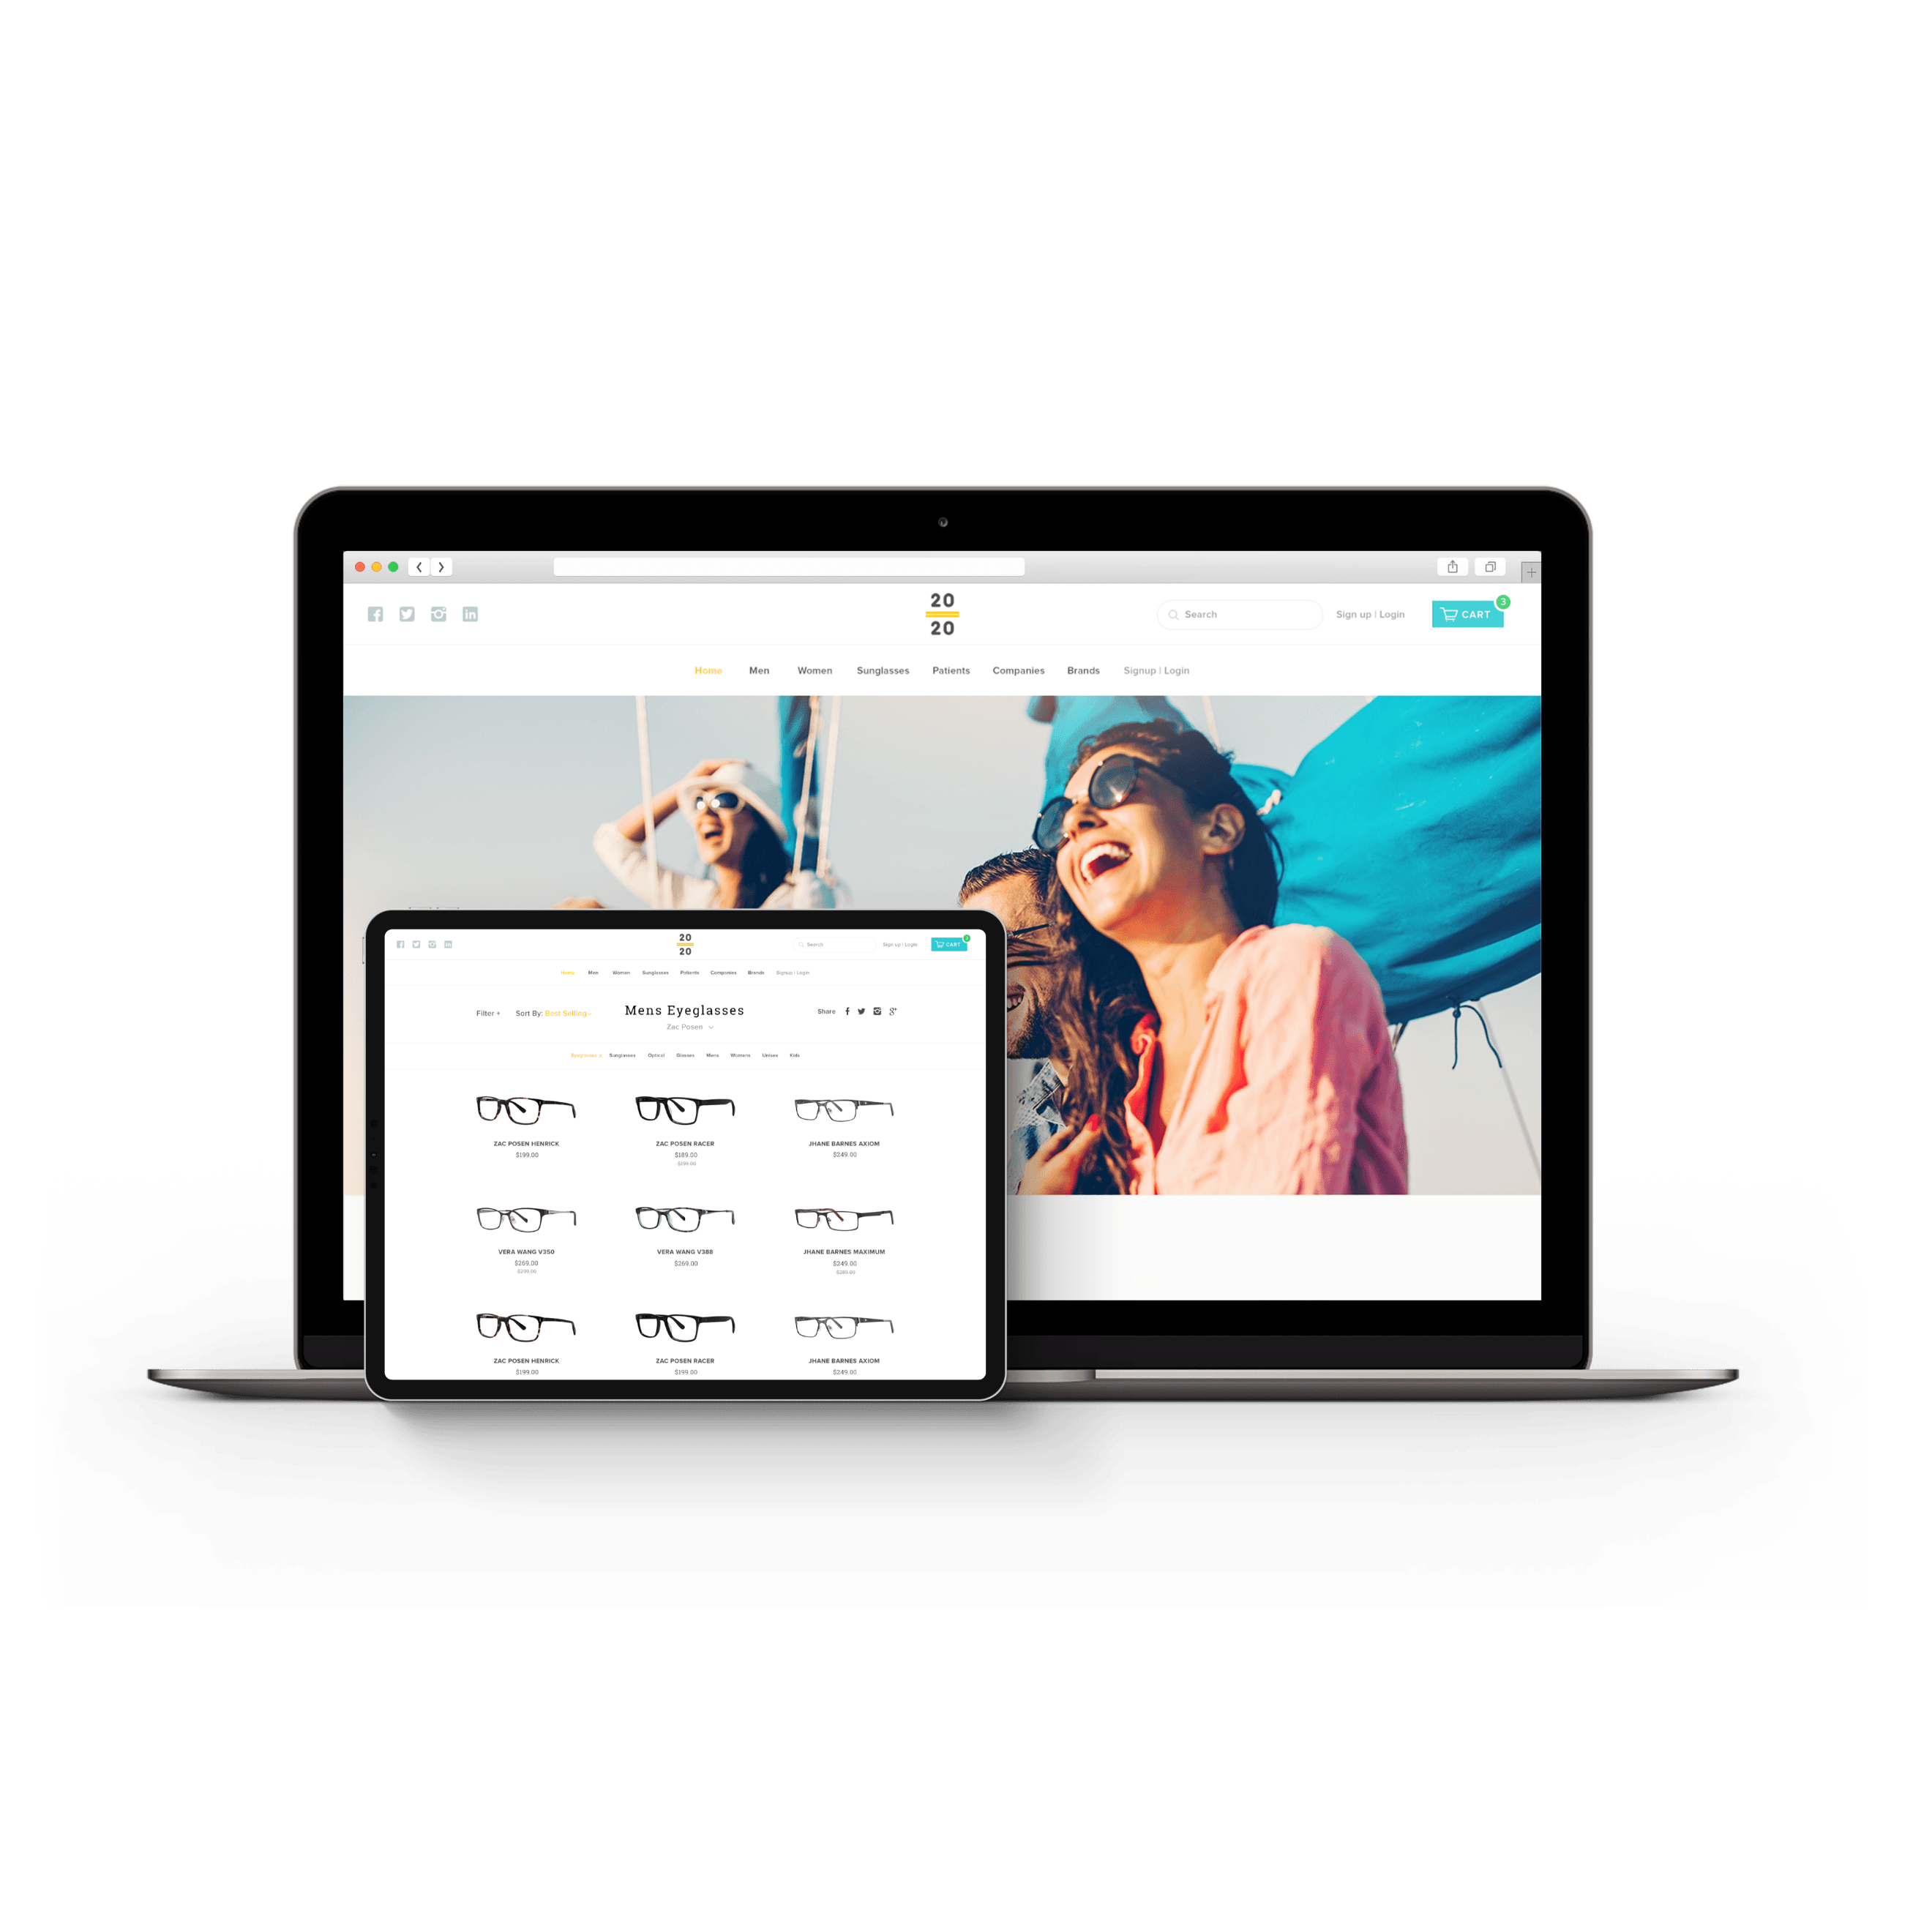 20
20
Search
Sign up | Login
CART
3
Home Men Women Sunglasses Patients Companies Brands Signup | Login
20
20
Search
Sign up | Login
CART
Home Men Women Sunglasses Patients Companies Brands Signup | Login
Filter +
Sort By: Best Selling
Mens Eyeglasses
Zac Posen
Share
Eyeglasses Sunglasses Optical Glasses Mens Womens Unisex Kids
ZAC POSEN HENRICK
$199.00
ZAC POSEN RACER
$189.00
JHANE BARNES AXIOM
$249.00
VERA WANG V350
$269.00
$299.00
VERA WANG V388
$269.00
JHANE BARNES MAXIMUM
$249.00
$289.00
ZAC POSEN HENRICK
$199.00
ZAC POSEN RACER
$199.00
JHANE BARNES AXIOM
$249.00